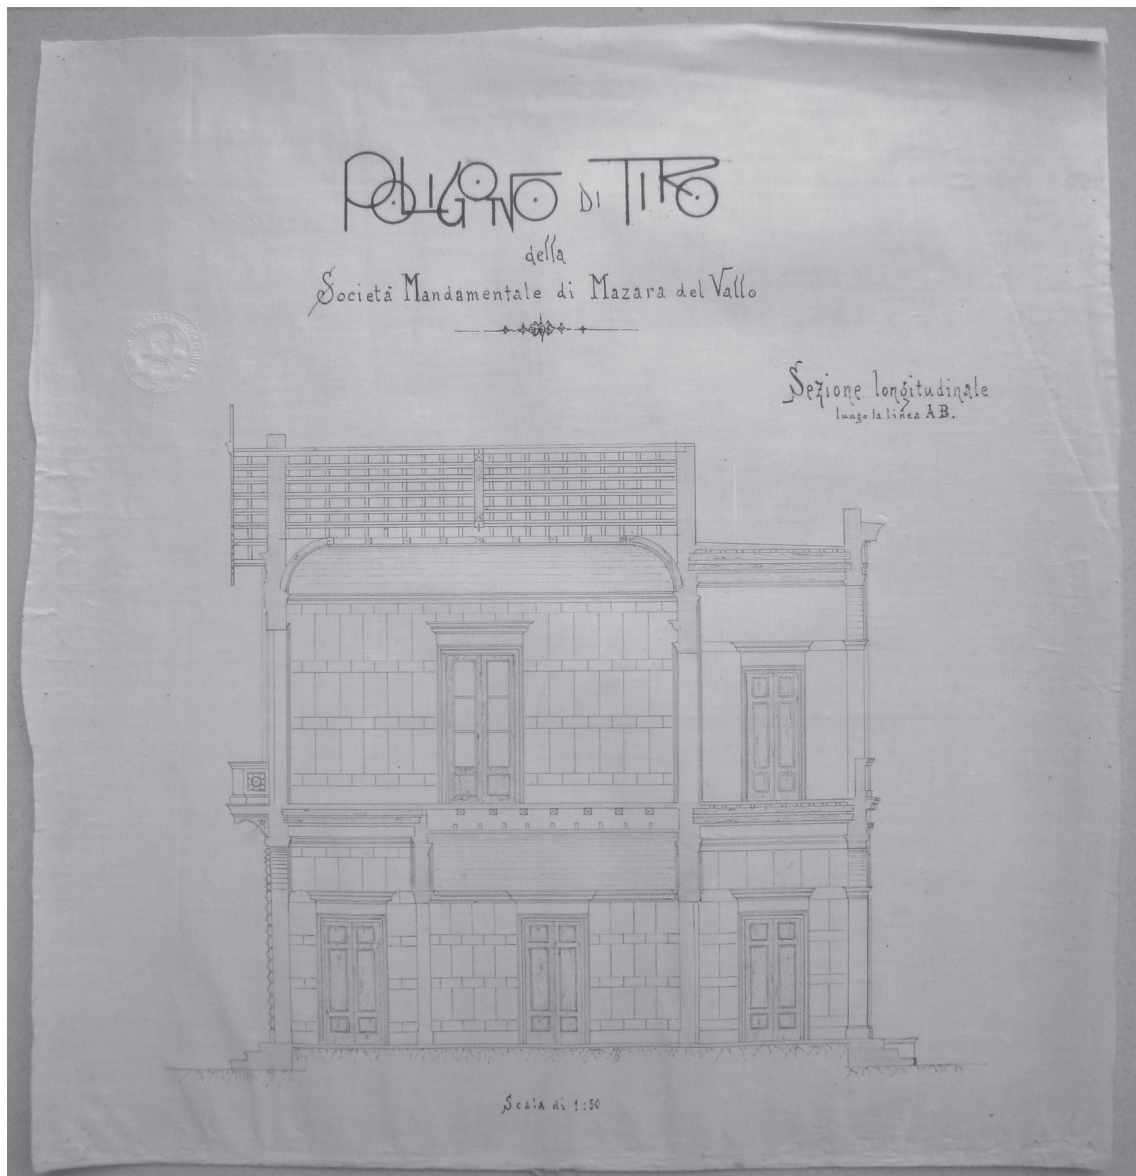 POLIGONO DI TIRO
della
Società Mandamentale di Mazara del Vallo
Sezione longitudinale
lungo la linea AB.
Scala di 1:50